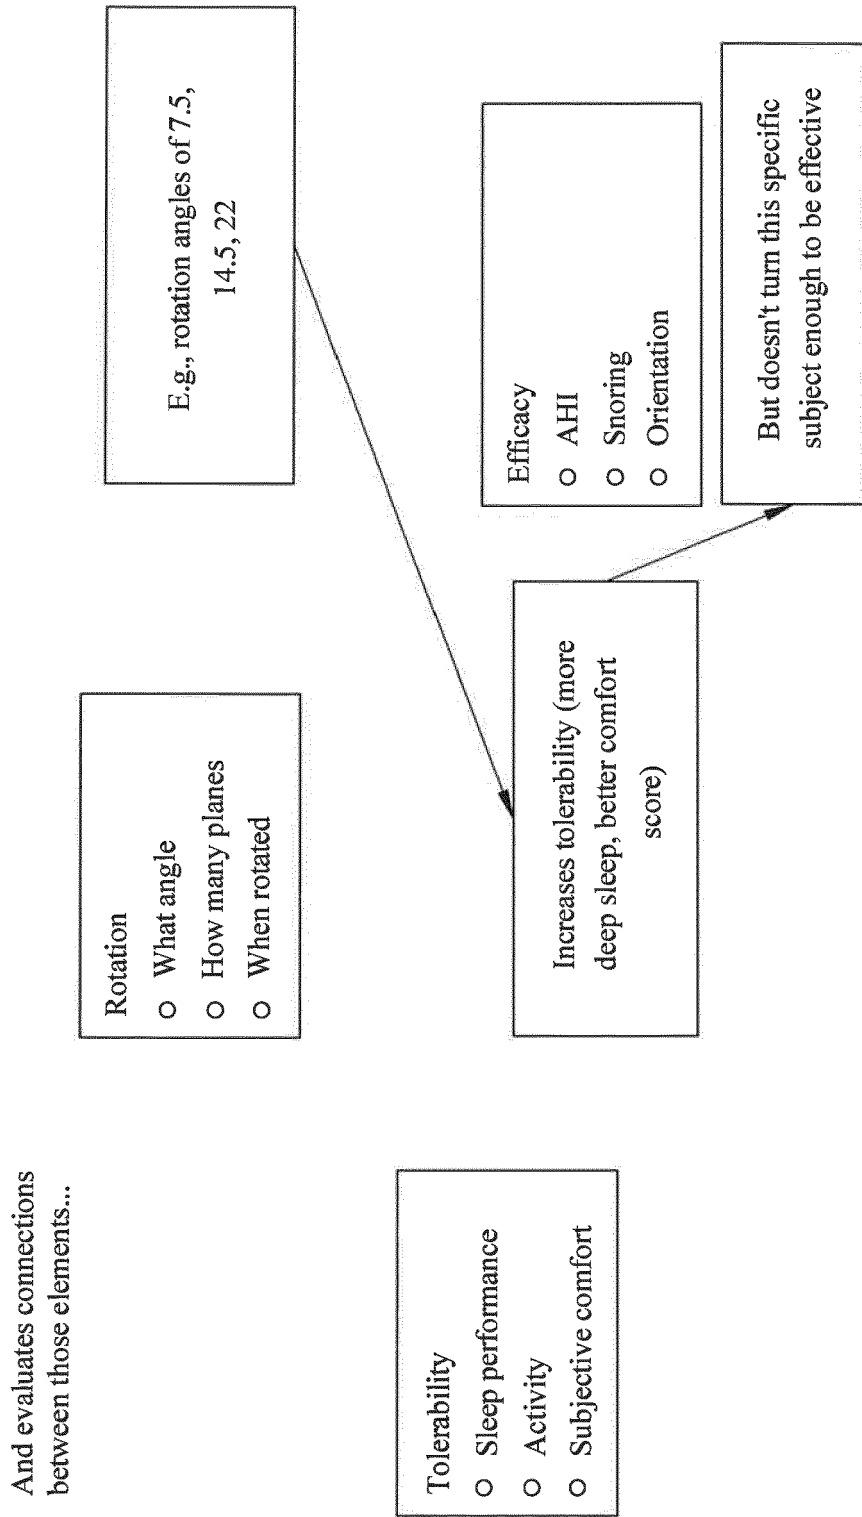 And evaluates connections
between those elements...
Rotation
What angle
How many planes
When rotated
E.g., rotation angles of 7.5,
14.5, 22
Tolerability
Sleep performance
Activity
Subjective comfort
Increases tolerability (more
deep sleep, better comfort
score)
Efficacy
AHI
Snoring
Orientation
But doesn't turn this specific
subject enough to be effective